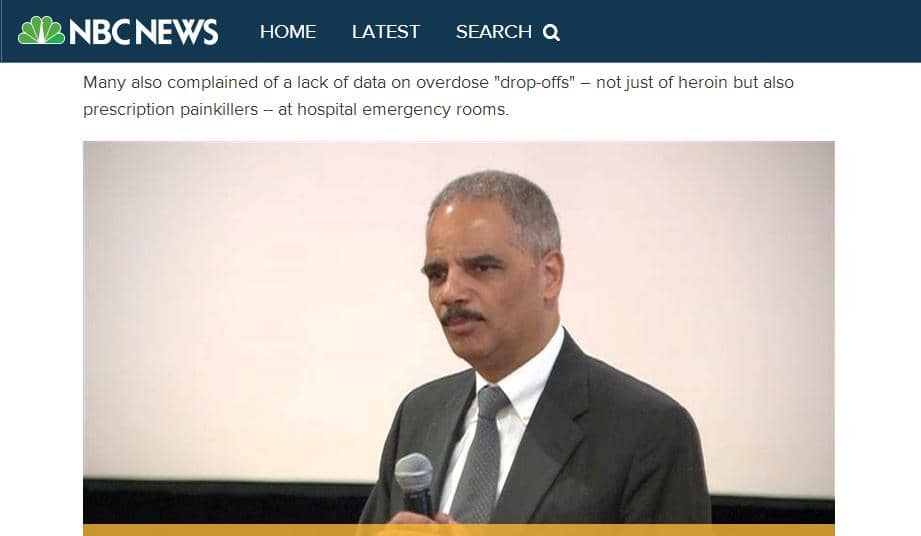 NBC NEWS HOME LATEST SEARCH
Many also complained of a lack of data on overdose "drop-offs" – not just of heroin but also
prescription painkillers – at hospital emergency rooms.